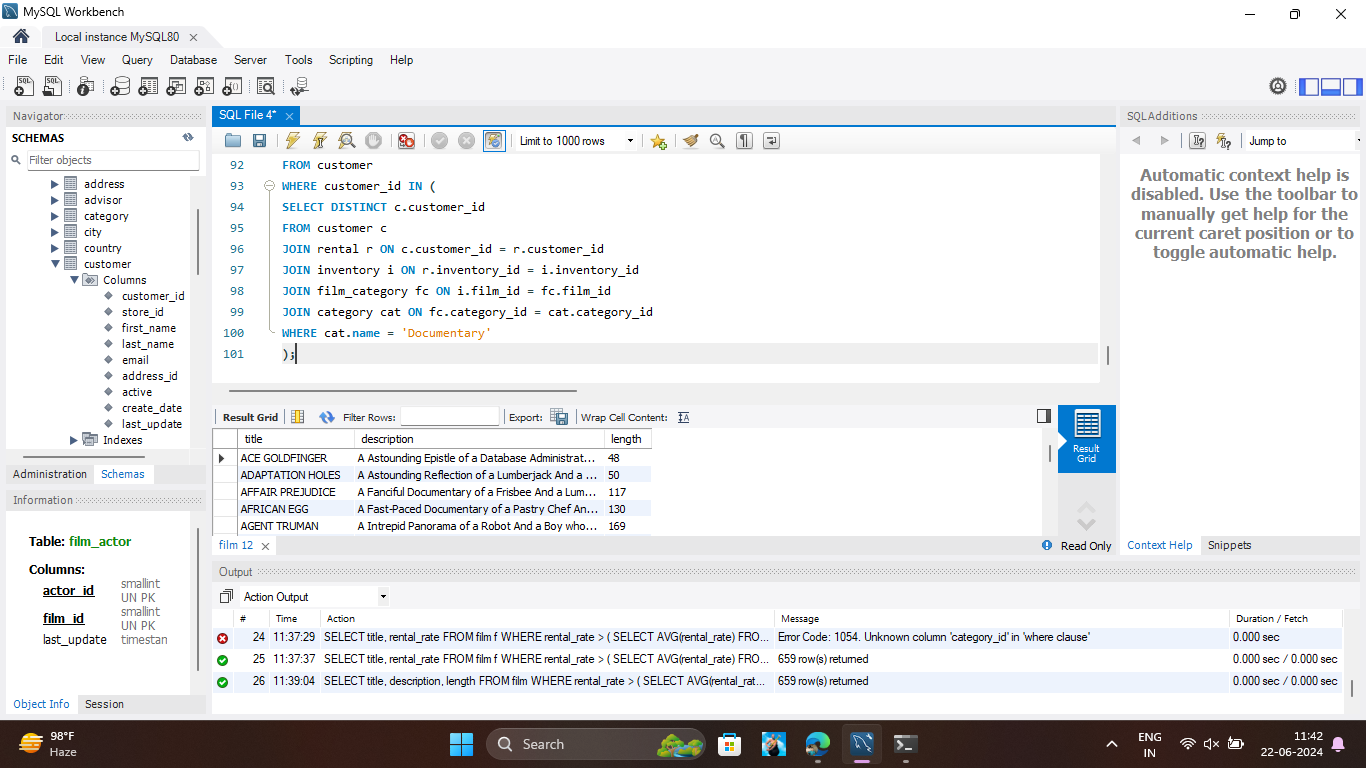 MySQL Workbench
Local instance MySQL80
File Edit View Query Database Server Tools Scripting Help
Navigator
SCHEMAS
Filter objects
address
advisor
category
city
country
customer
Columns
customer_id
store_id
first_name
last_name
email
address_id
active
create_date
last_update
Indexes
Administration Schemas
Information
Table: film_actor
Columns:
actor_id smallint UN PK
film_id smallint UN PK
last_update timestan
Object Info Session
SQL File 4*
Limit to 1000 rows
92 FROM customer
93 WHERE customer_id IN (
94 SELECT DISTINCT c.customer_id
95 FROM customer c
96 JOIN rental r ON c.customer_id = r.customer_id
97 JOIN inventory i ON r.inventory_id = i.inventory_id
98 JOIN film_category fc ON i.film_id = fc.film_id
99 JOIN category cat ON fc.category_id = cat.category_id
100 WHERE cat.name = 'Documentary'
101 );
Result Grid Filter Rows: Export: Wrap Cell Content:
title description length
ACE GOLDFINGER A Astounding Epistle of a Database Administrat... 48
ADAPTATION HOLES A Astounding Reflection of a Lumberjack And a ... 50
AFFAIR PREJUDICE A Fanciful Documentary of a Frisbee And a Lum... 117
AFRICAN EGG A Fast-Paced Documentary of a Pastry Chef An... 130
AGENT TRUMAN A Intrepid Panorama of a Robot And a Boy who... 169
Result
Grid
film 12
Read Only
Output
Action Output
# Time Action Message Duration / Fetch
24 11:37:29 SELECT title, rental_rate FROM film f WHERE rental_rate > ( SELECT AVG(rental_rate) FRO... Error Code: 1054. Unknown column 'category_id' in 'where clause' 0.000 sec
25 11:37:37 SELECT title, rental_rate FROM film f WHERE rental_rate > ( SELECT AVG(rental_rate) FRO... 659 row(s) returned 0.000 sec / 0.000 sec
26 11:39:04 SELECT title, description, length FROM film WHERE rental_rate > ( SELECT AVG(rental_rat... 659 row(s) returned 0.000 sec / 0.000 sec
SQLAdditions
Jump to
Automatic context help is
disabled. Use the toolbar to
manually get help for the
current caret position or to
toggle automatic help.
Context Help Snippets
98°F
Haze
Search
ENG
IN
11:42
22-06-2024